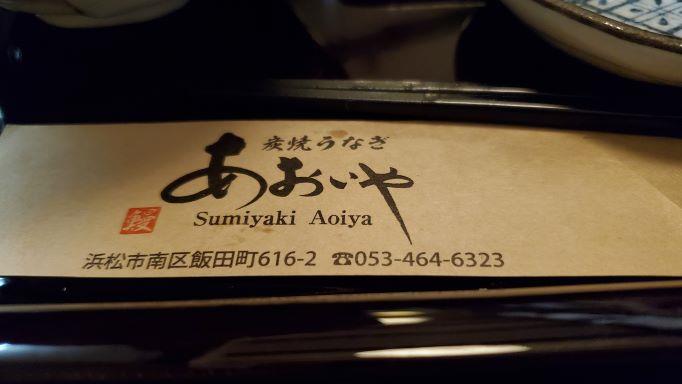 炭焼うなぎ
あおいや
Sumiyaki Aoiya
浜松市南区飯田町616-2 ☎053-464-6323